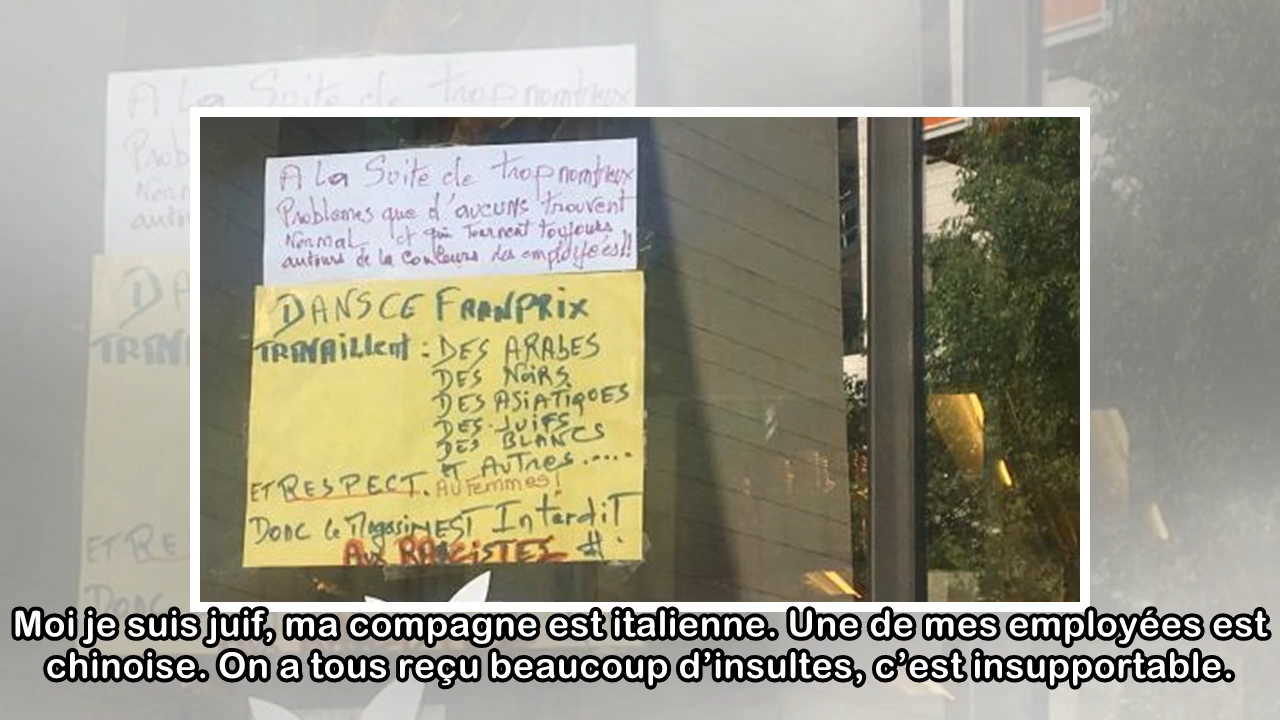 A La Suite de trop nombreux
Problemes que d'aucuns trouvent
Normal et qui Tournent toujours
autours de la Couleurs des employées!!
DANS CE FRANPRIX
TRAVAILLENT : DES ARABES
DES NOIRS
DES ASIATIQUES
DES JUIFS
DES BLANCS
ET AUTRES.....
ET RESPECT. AU Femmes!
DONC Le MagasiN EST InterdiT
Aux RACISTES
Moi je suis juif, ma compagne est italienne. Une de mes employées est
chinoise. On a tous reçu beaucoup d’insultes, c’est insupportable.